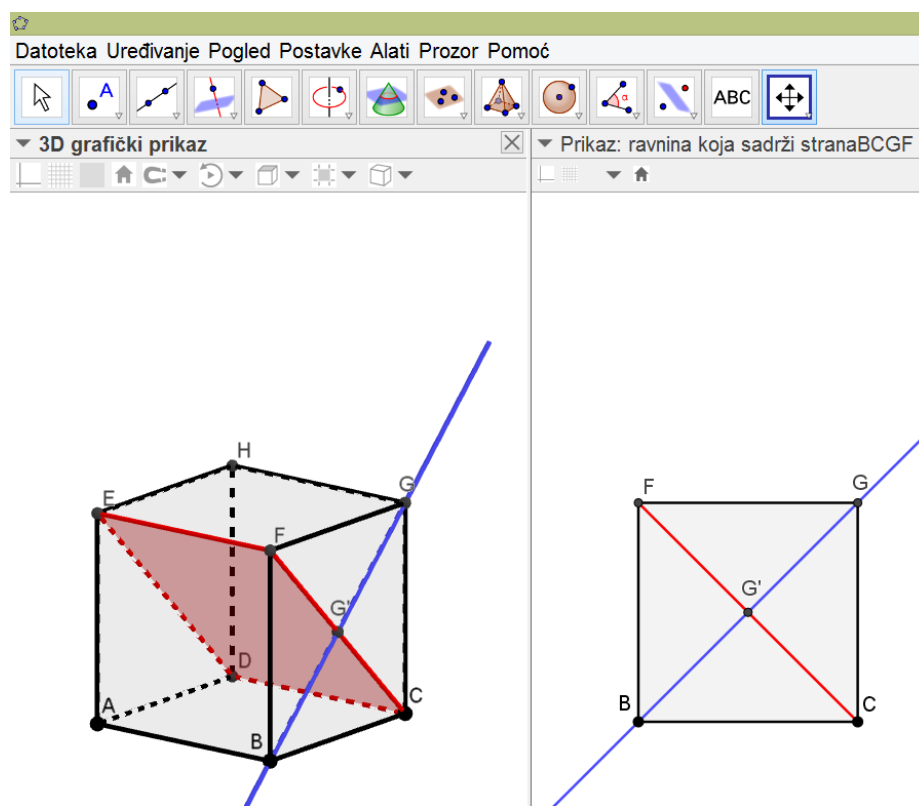 Datoteka Uređivanje Pogled Postavke Alati Prozor Pomoć
A
α
ABC
3D grafički prikaz
Prikaz: ravnina koja sadrži stranaBCGF
H
E
G
F
G'
D
A
C
B
F
G
G'
B
C